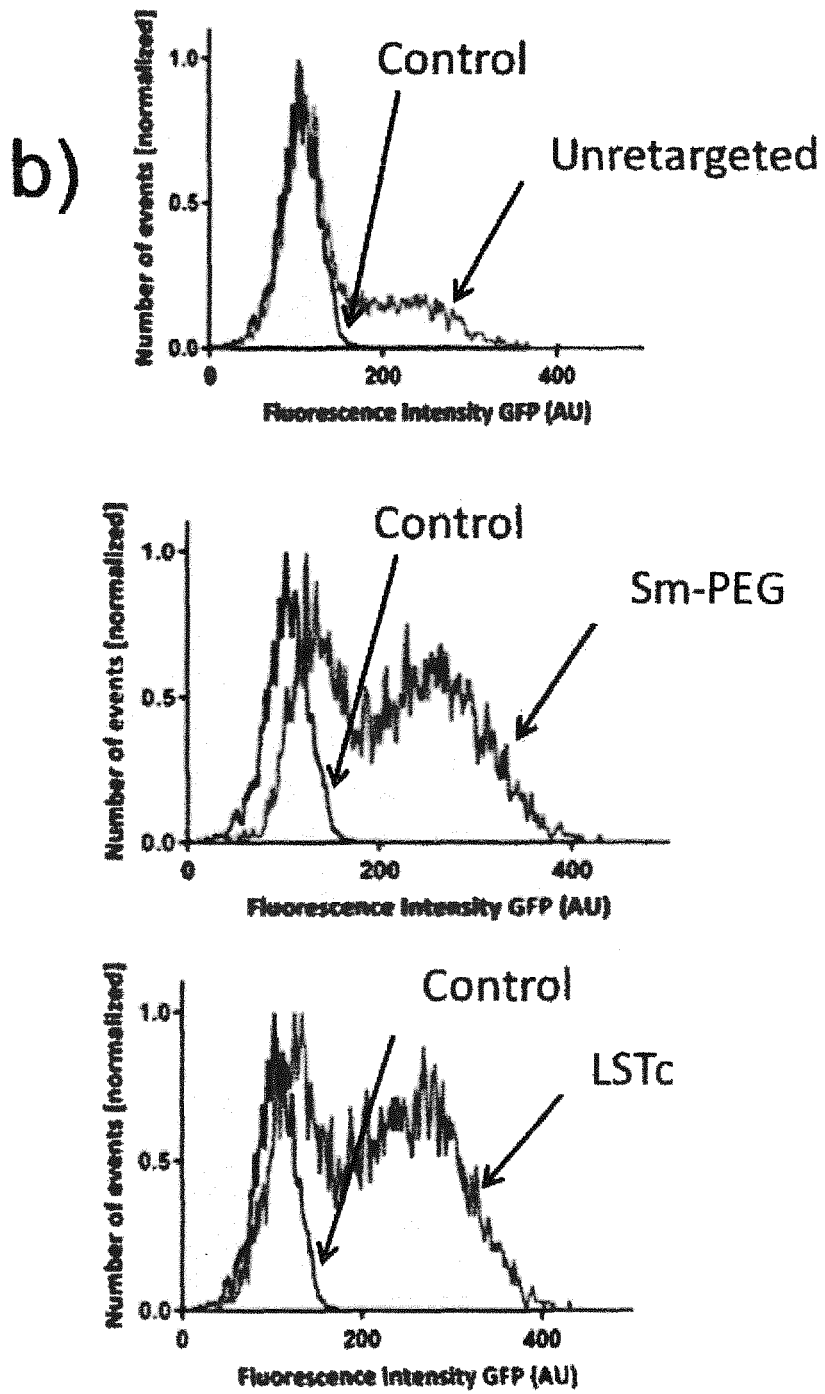 b)
Number of events [normalized]
1.0
0.5
0.0
Control
Unretargeted
0 200 400
Fluorescence Intensity GFP (AU)
Number of events [normalized]
1.0
0.5
0.0
Control
Sm-PEG
0 200 400
Fluorescence Intensity GFP (AU)
Number of events [normalized]
1.0
0.5
0.0
Control
LSTc
0 200 400
Fluorescence Intensity GFP (AU)